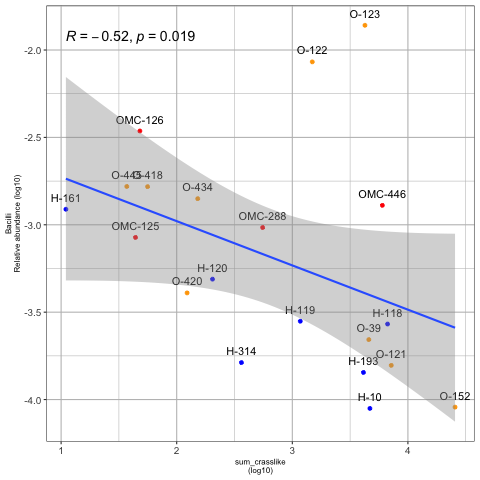 O-123
R = − 0.52, p = 0.019
O-122
-2.0
OMC-126
-2.5
O-418
O-434
H-161
OMC-446
OMC-288
OMC-125
-3.0
H-120
O-420
H-119
H-118
-3.5
O-39
H-314
O-121
H-193
H-10
O-152
-4.0
Bacilli
Relative abundance (log10)
1 2 3 4
sum_crasslike
(log10)